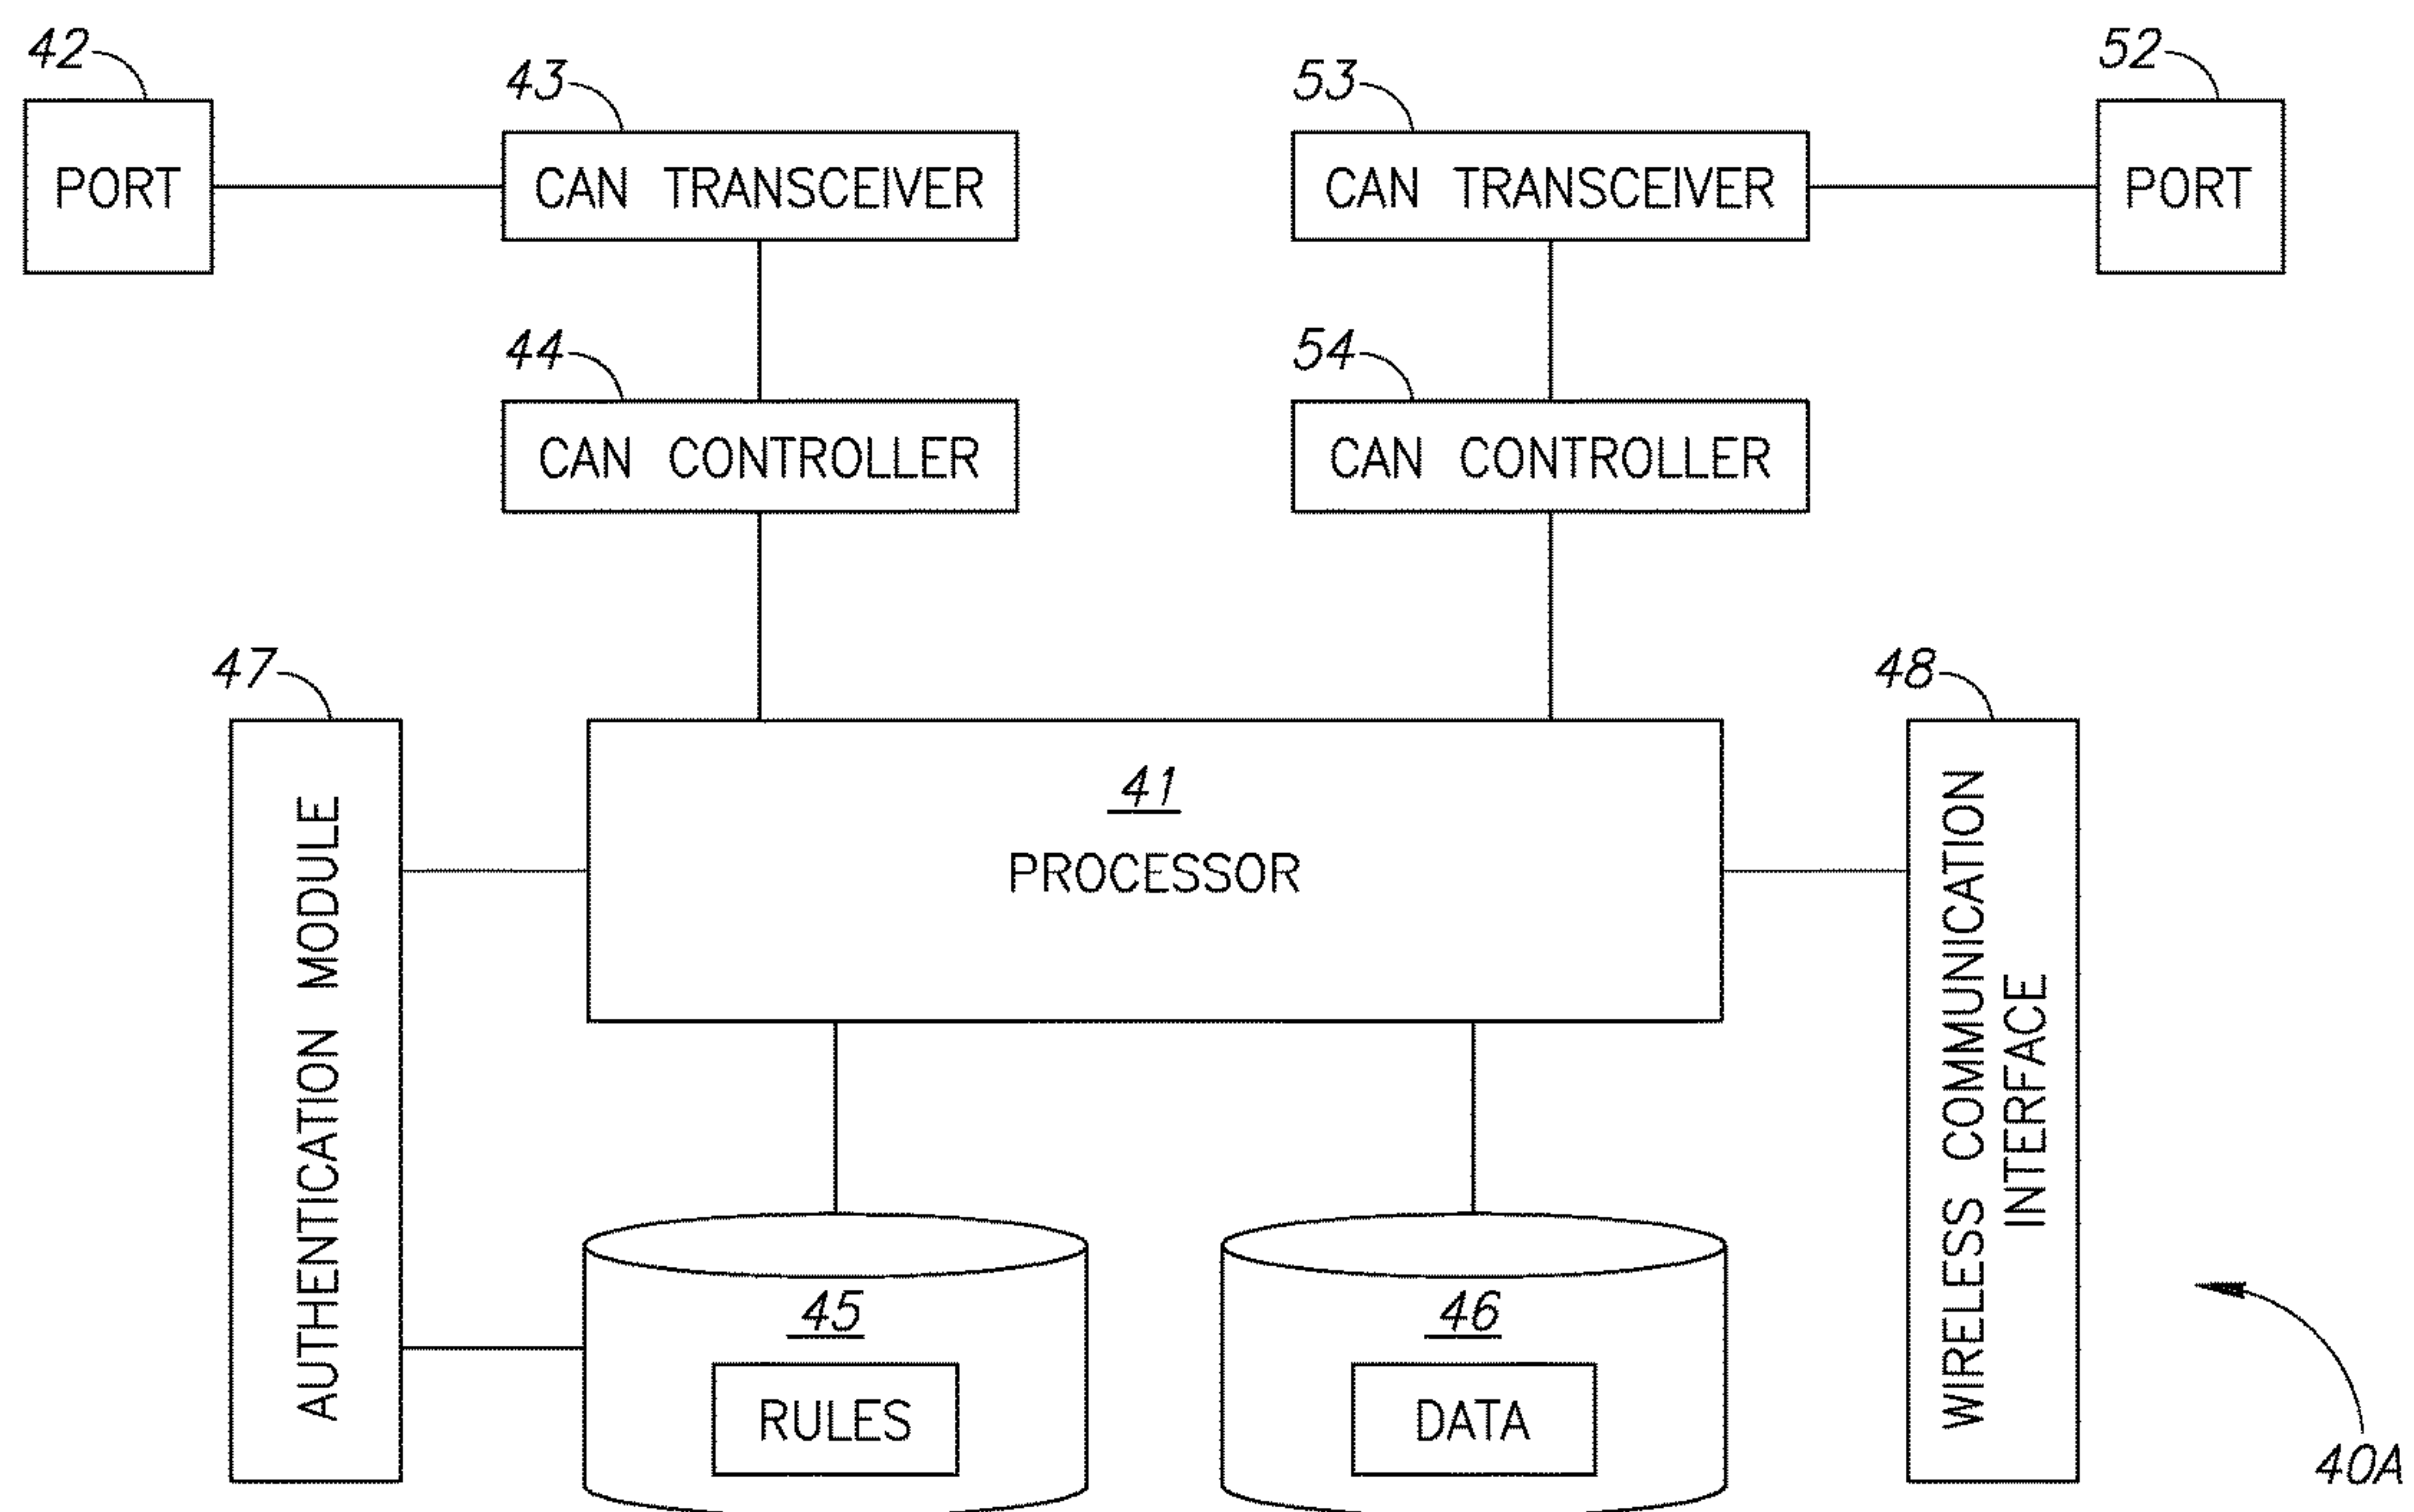 42
43
53
52
PORT
CAN TRANSCEIVER
CAN TRANSCEIVER
PORT
44
54
CAN CONTROLLER
CAN CONTROLLER
47
48
41
PROCESSOR
AUTHENTICATION MODULE
WIRELESS COMMUNICATION
INTERFACE
45
46
RULES
DATA
40A